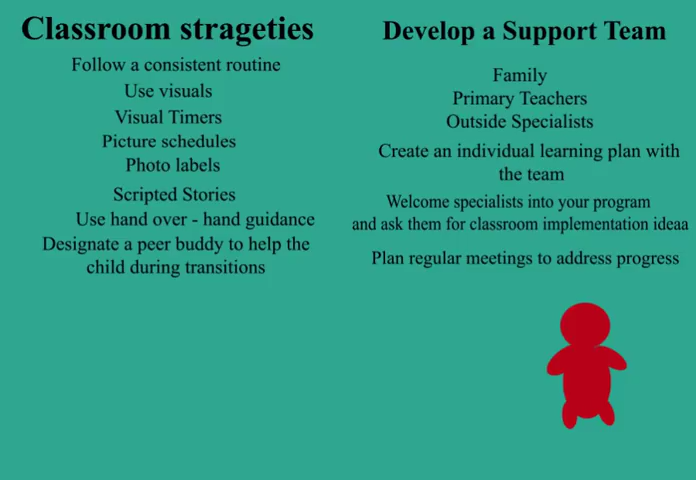 Classroom strageties
Follow a consistent routine
Use visuals
Visual Timers
Picture schedules
Photo labels
Scripted Stories
Use hand over - hand guidance
Designate a peer buddy to help the
child during transitions
Develop a Support Team
Family
Primary Teachers
Outside Specialists
Create an individual learning plan with
the team
Welcome specialists into your program
and ask them for classroom implementation ideaa
Plan regular meetings to address progress